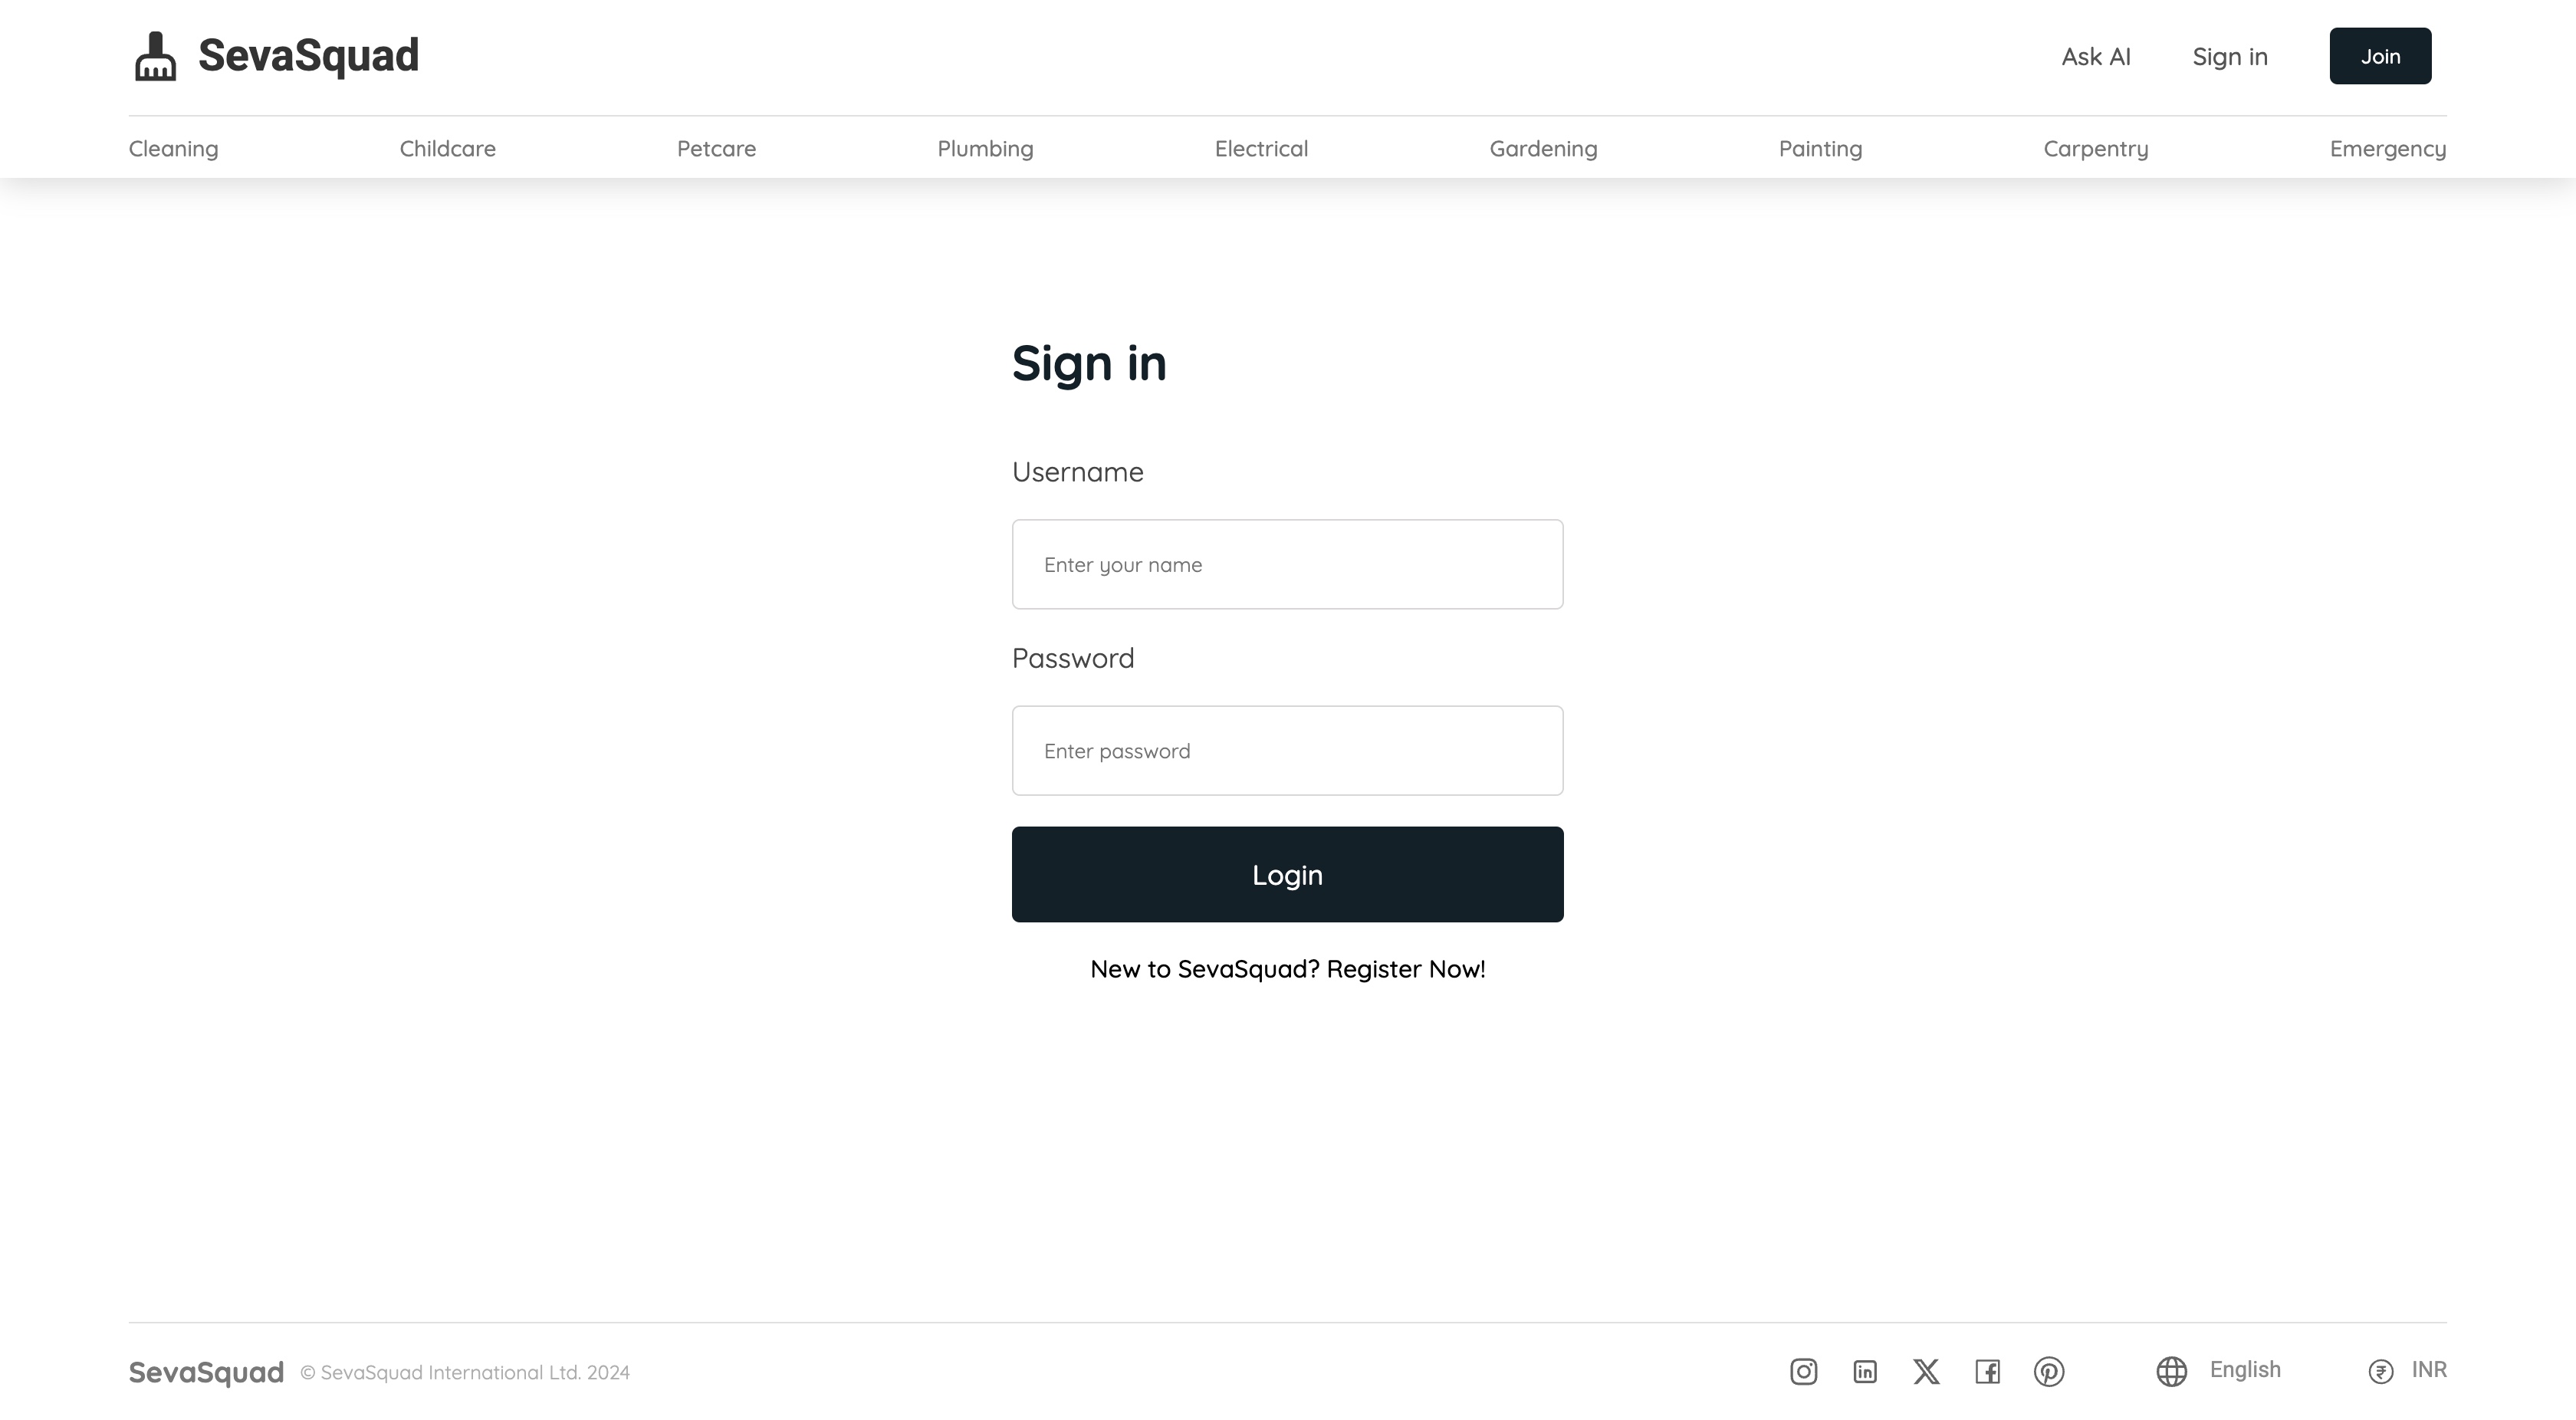 SevaSquad
Ask AI Sign in Join
Cleaning Childcare Petcare Plumbing Electrical Gardening Painting Carpentry Emergency
Sign in
Username
Enter your name
Password
Enter password
Login
New to SevaSquad? Register Now!
SevaSquad © SevaSquad International Ltd. 2024 English INR